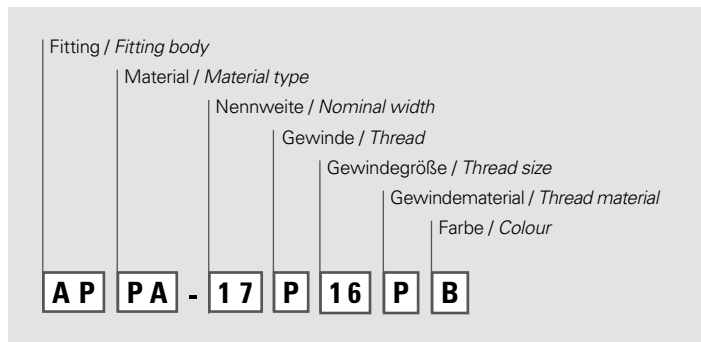 Fitting / Fitting body
Material / Material type
Nennweite / Nominal width
Gewinde / Thread
Gewindegröße / Thread size
Gewindematerial / Thread material
Farbe / Colour
AP PA - 17 P 16 P B